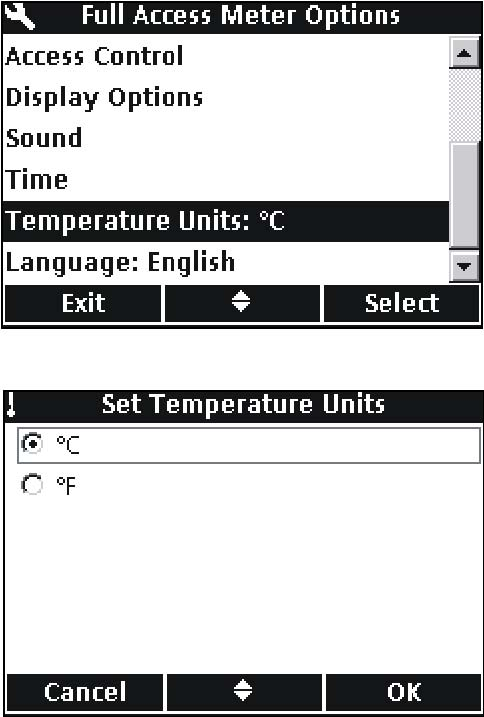 Full Access Meter Options
Access Control
Display Options
Sound
Time
Temperature Units: °C
Language: English
Exit Select
Set Temperature Units
°C
°F
Cancel OK